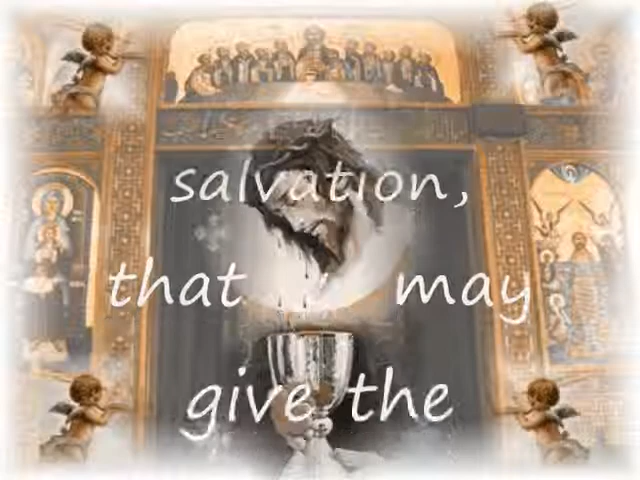 salvation,
that may
give the